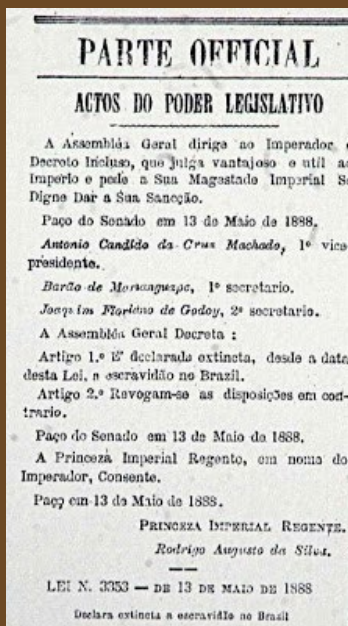 PARTE OFFICIAL
ACTOS DO PODER LEGISLATIVO
A Assembléa Geral dirige ao Imperador
Decreto Incluso, que julga vantajoso e util
Imperio e pede a Sua Magestade Imperial
Digne Dar a Sua Sancção.
Paço do Senado em 13 de Maio de 1888.
Antonio Candido da Cruz Machado, 1º vice-
presidente.
Barão de Mamanguape, 1º secretario.
Joaquim Floriano de Godoy, 2º secretario.
A Assembléa Geral Decreta :
Artigo 1.º E' declarada extincta, desde a data
desta Lei, a escravidão no Brazil.
Artigo 2.º Revogam-se as disposições em con-
trario.
Paço do Senado em 13 de Maio de 1888.
A Princeza Imperial Regente, em nome do
Imperador, Consente.
Paço em 13 de Maio de 1888.
PRINCEZA IMPERIAL REGENTE.
Rodrigo Augusto da Silva.
LEI N. 3353 — DE 13 DE MAIO DE 1888
Declara extincta a escravidão no Brazil